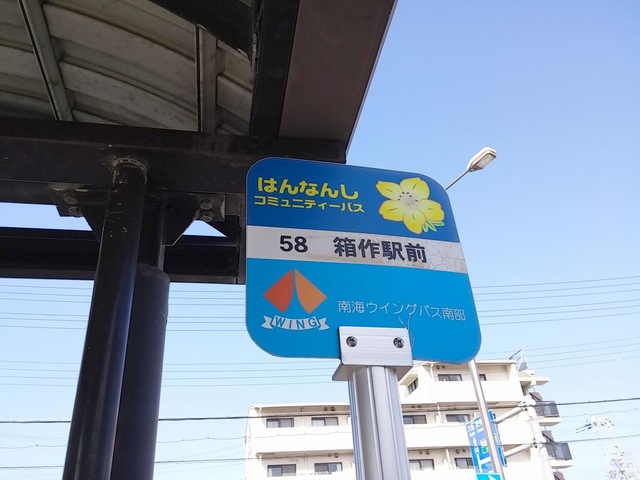 はんなんし
コミュニティーバス
58 箱作駅前
WING
南海ウイングバス南部